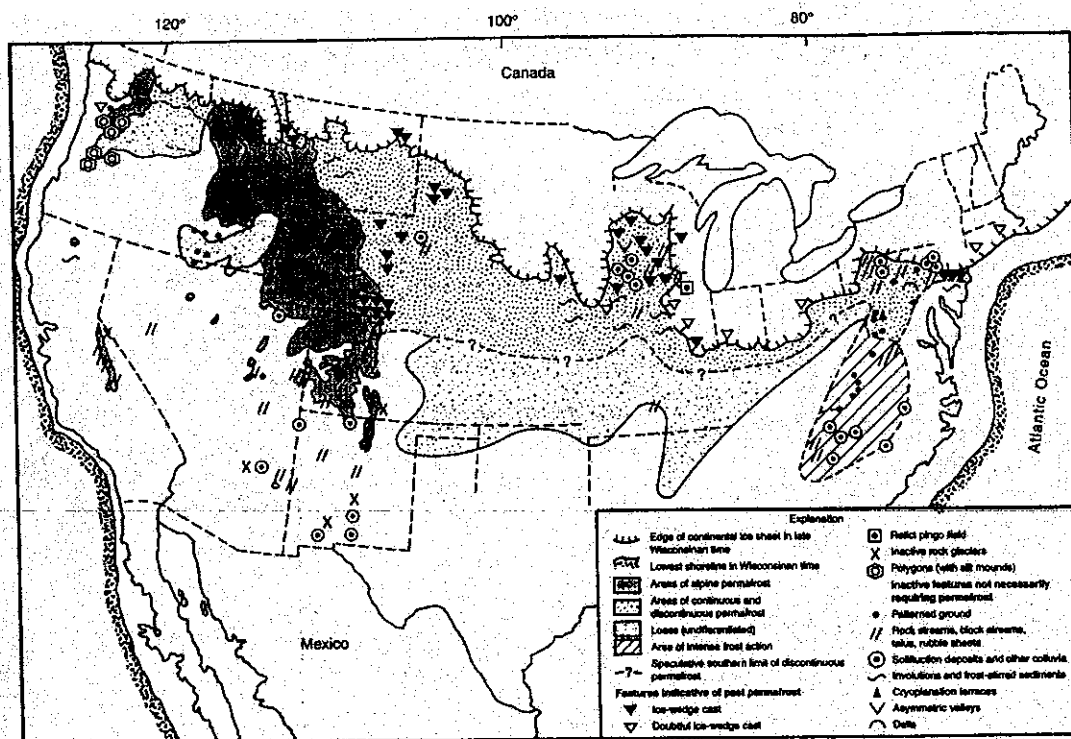 120°
100°
80°
Canada
Atlantic Ocean
Mexico
Explanation
Edge of continental ice sheet in late
Wisconsinan time
Lowest shoreline in Wisconsinan time
Areas of alpine permafrost
Areas of continuous and
discontinuous permafrost
Loess (undifferentiated)
Area of intense frost action
-?- Speculative southern limit of discontinuous
permafrost
Features indicative of past permafrost
Ice-wedge cast
Doubtful ice-wedge cast
Relict pingo field
Inactive rock glaciers
Polygons (with silt mounds)
Inactive features not necessarily
requiring permafrost
Patterned ground
Rock streams, block streams,
talus, rubble sheets
Solifluction deposits and other colluvia
Involutions and frost-stirred sediments
Cryoplanation terraces
Asymmetric valleys
?
?
?
?